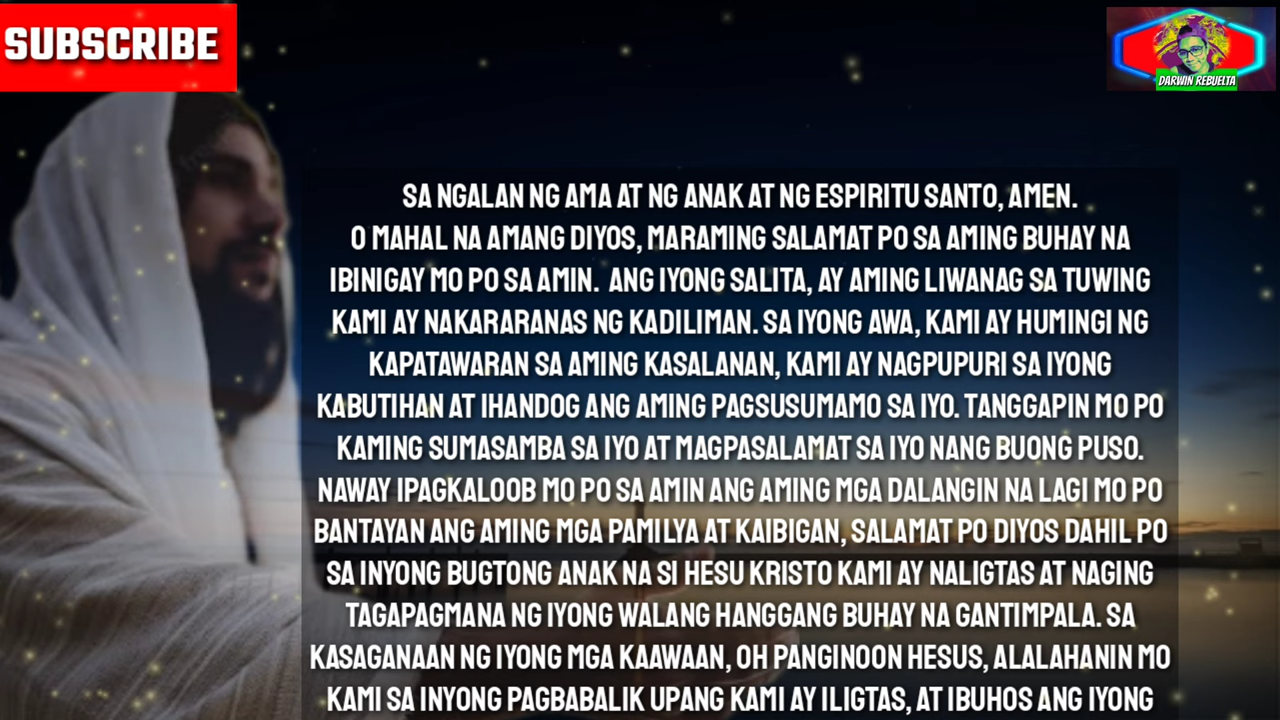 SUBSCRIBE
DARWIN REBUELTA
SA NGALAN NG AMA AT NG ANAK AT NG ESPIRITU SANTO, AMEN.
O MAHAL NA AMANG DIYOS, MARAMING SALAMAT PO SA AMING BUHAY NA
IBINIGAY MO PO SA AMIN. ANG IYONG SALITA, AY AMING LIWANAG SA TUWING
KAMI AY NAKARARANAS NG KADILIMAN. SA IYONG AWA, KAMI AY HUMINGI NG
KAPATAWARAN SA AMING KASALANAN, KAMI AY NAGPUPURI SA IYONG
KABUTIHAN AT IHANDOG ANG AMING PAGSUSUMAMO SA IYO. TANGGAPIN MO PO
KAMING SUMASAMBA SA IYO AT MAGPASALAMAT SA IYO NANG BUONG PUSO.
NAWAY IPAGKALOOB MO PO SA AMIN ANG AMING MGA DALANGIN NA LAGI MO PO
BANTAYAN ANG AMING MGA PAMILYA AT KAIBIGAN, SALAMAT PO DIYOS DAHIL PO
SA INYONG BUGTONG ANAK NA SI HESU KRISTO KAMI AY NALIGTAS AT NAGING
TAGAPAGMANA NG IYONG WALANG HANGGANG BUHAY NA GANTIMPALA. SA
KASAGANAAN NG IYONG MGA KAAWAAN, OH PANGINOON HESUS, ALALAHANIN MO
KAMI SA INYONG PAGBABALIK UPANG KAMI AY ILIGTAS, AT IBUHOS ANG IYONG